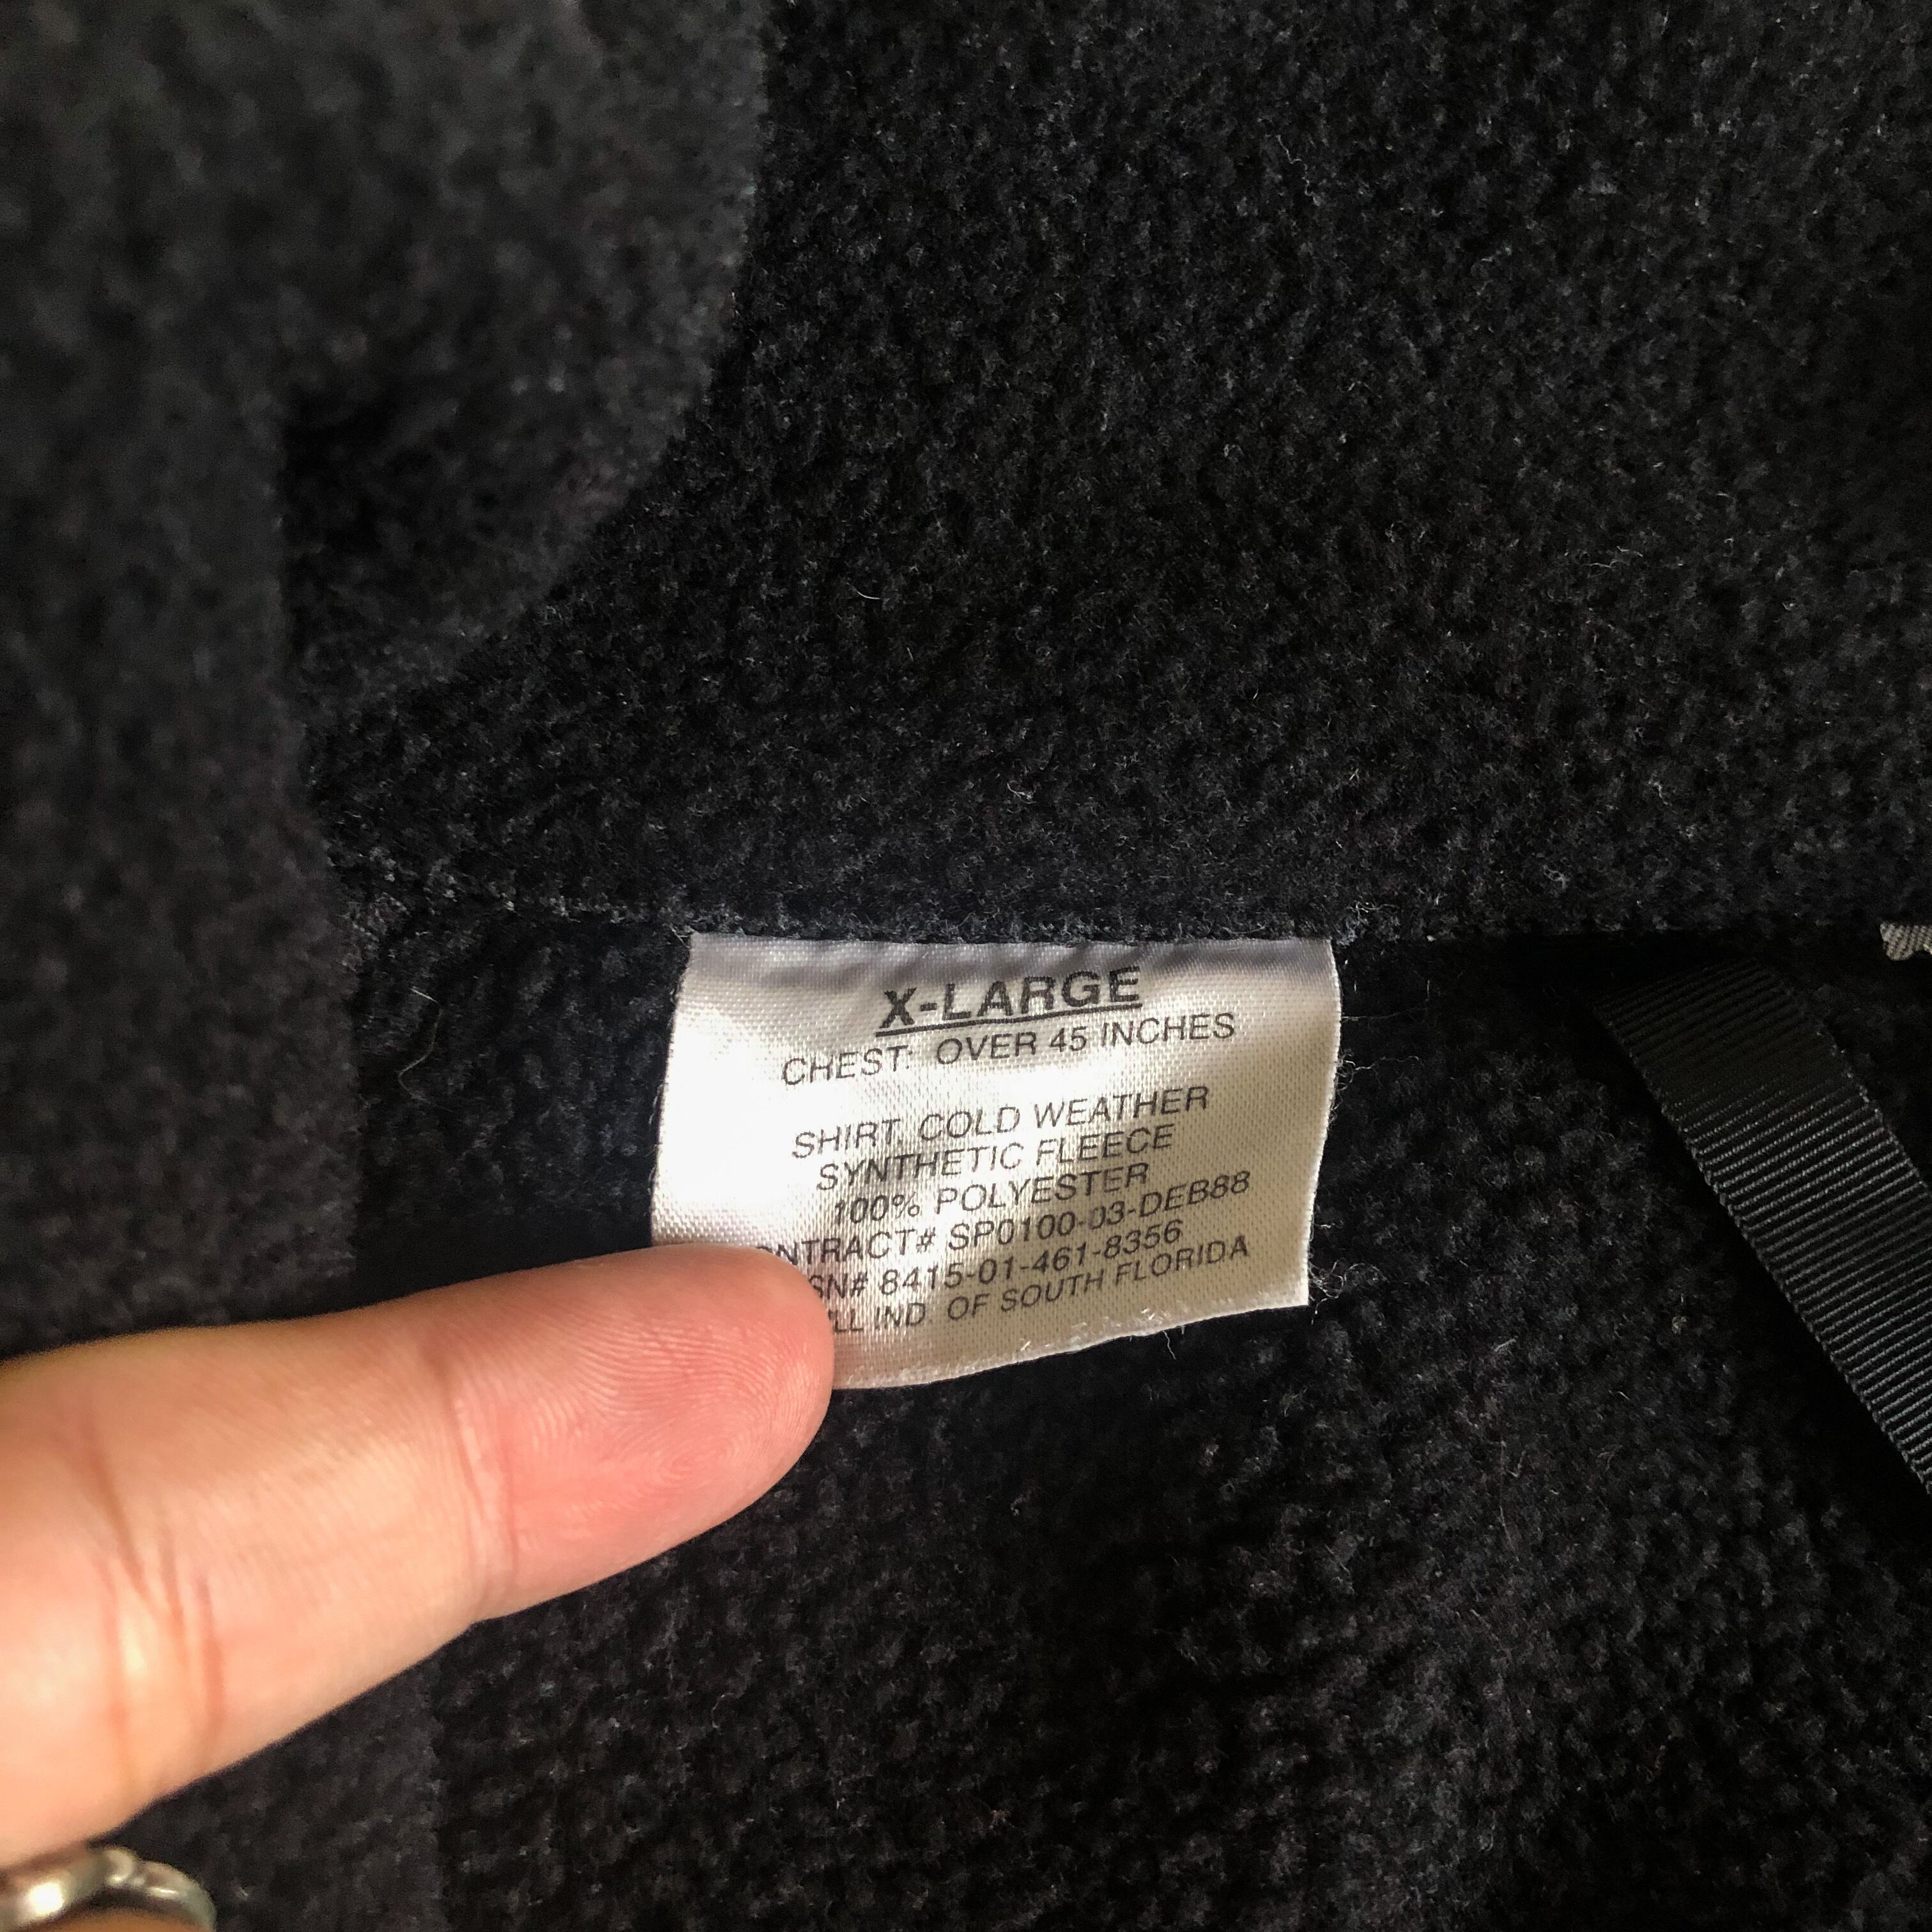 X-LARGE
CHEST: OVER 45 INCHES
SHIRT, COLD WEATHER
SYNTHETIC FLEECE
100% POLYESTER
ONTRACT# SP0100-03-DEB88
SN# 8415-01-461-8356
LL IND. OF SOUTH FLORIDA